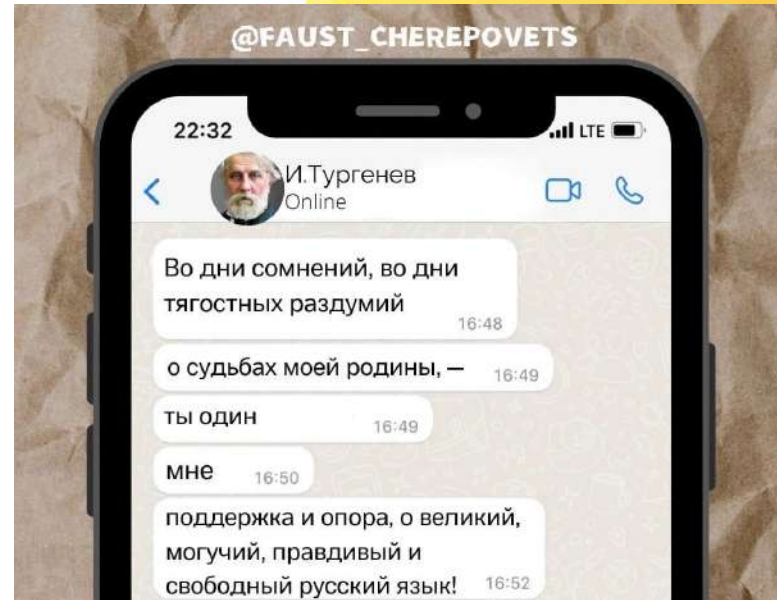 @FAUST_CHEREPOVETS
22:32
LTE
И.Тургенев
Online
Во дни сомнений, во дни
тягостных раздумий
16:48
о судьбах моей родины, — 16:49
ты один 16:49
мне 16:50
поддержка и опора, о великий,
могучий, правдивый и
свободный русский язык! 16:52